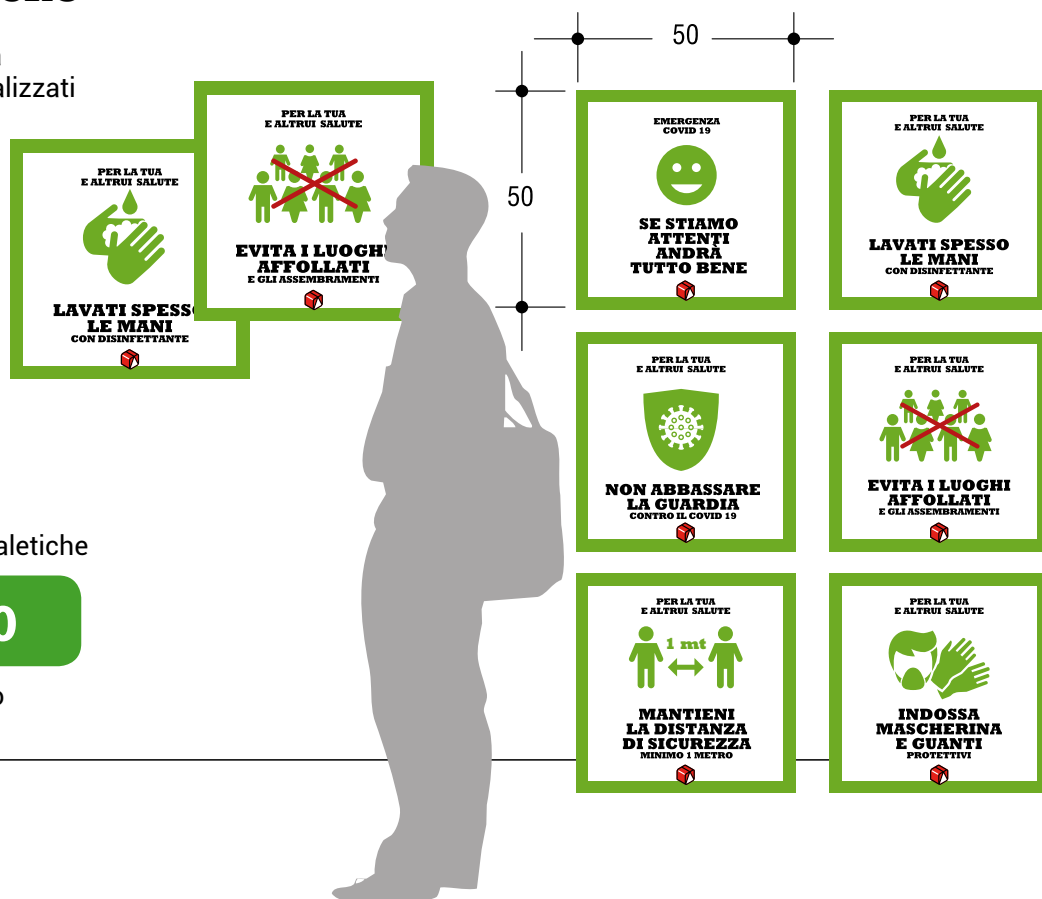 alizzati
PER LA TUA
E ALTRUI SALUTE
LAVATI SPESS
LE MANI
CON DISINFETTANTE
PER LA TUA
E ALTRUI SALUTE
EVITA I LUOGHI
AFFOLLATI
E GLI ASSEMBRAMENTI
50
50
EMERGENZA
COVID 19
SE STIAMO
ATTENTI
ANDRÀ
TUTTO BENE
PER LA TUA
E ALTRUI SALUTE
LAVATI SPESSO
LE MANI
CON DISINFETTANTE
PER LA TUA
E ALTRUI SALUTE
NON ABBASSARE
LA GUARDIA
CONTRO IL COVID 19
PER LA TUA
E ALTRUI SALUTE
EVITA I LUOGHI
AFFOLLATI
E GLI ASSEMBRAMENTI
aletiche
0
o
PER LA TUA
E ALTRUI SALUTE
1 mt
MANTIENI
LA DISTANZA
DI SICUREZZA
MINIMO 1 METRO
PER LA TUA
E ALTRUI SALUTE
INDOSSA
MASCHERINA
E GUANTI
PROTETTIVI